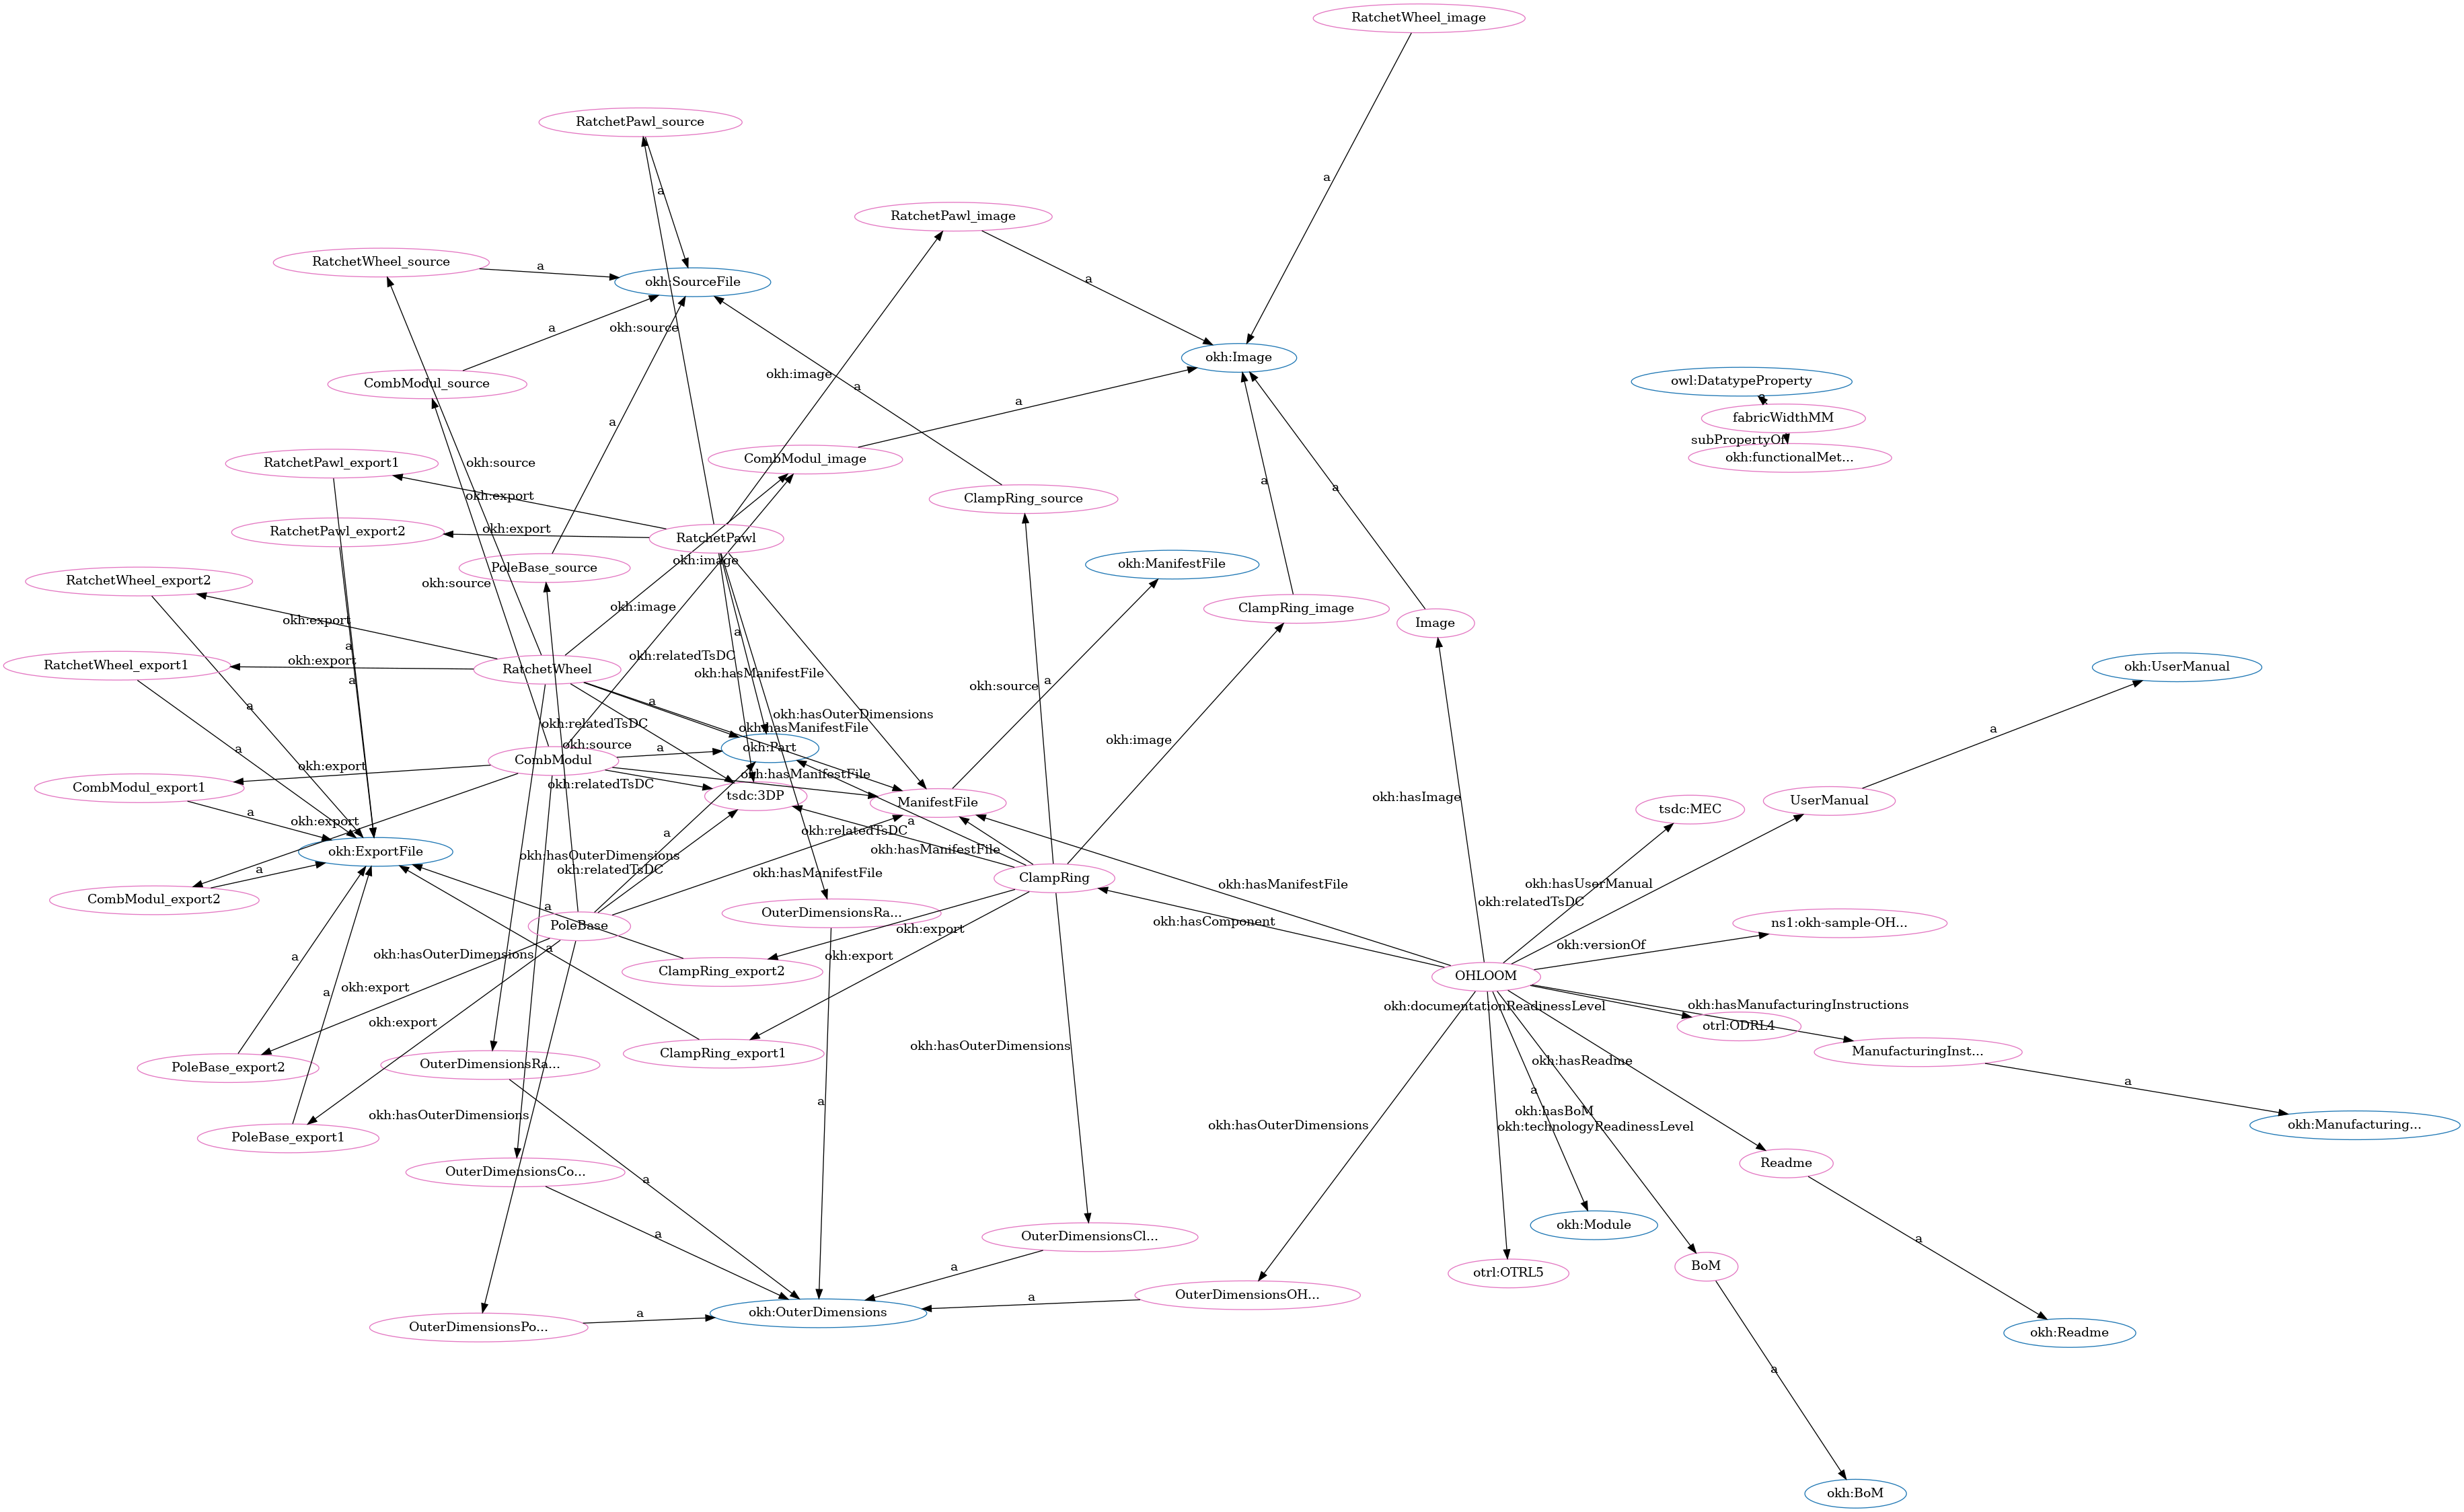 RatchetWheel_image
RatchetPawl_source
a
a
RatchetPawl_image
RatchetWheel_source
a
okh:SourceFile
a
a
okh:source
okh:Image
okh:image
a
CombModul_source
owl:DatatypeProperty
a
a
fabricWidthMM
a
subPropertyOf
RatchetPawl_export1
okh:source
CombModul_image
okh:functionalMet...
a
a
okh:export
ClampRing_source
RatchetPawl_export2
okh:export
RatchetPawl
okh:image
PoleBase_source
okh:ManifestFile
RatchetWheel_export2
okh:source
okh:image
ClampRing_image
okh:export
Image
a
a
okh:relatedTsDC
RatchetWheel_export1
okh:export
RatchetWheel
okh:hasManifestFile
okh:UserManual
a
a
okh:source
a
a
okh:hasOuterDimensions
okh:relatedTsDC
okh:hasManifestFile
a
okh:source
a
okh:Part
okh:image
a
CombModul
okh:export
okh:hasManifestFile
CombModul_export1
okh:relatedTsDC
tsdc:3DP
ManifestFile
okh:hasImage
tsdc:MEC
UserManual
a
okh:export
a
a
okh:relatedTsDC
okh:ExportFile
okh:hasOuterDimensions
okh:hasManifestFile
a
okh:relatedTsDC
okh:hasManifestFile
ClampRing
okh:hasManifestFile
okh:hasUserManual
CombModul_export2
okh:relatedTsDC
a
OuterDimensionsRa...
okh:hasComponent
ns1:okh-sample-OH...
PoleBase
okh:export
okh:versionOf
a
a
okh:hasOuterDimensions
okh:export
ClampRing_export2
OHLOOM
okh:export
a
okh:documentationReadinessLevel
okh:hasManufacturingInstructions
okh:export
otrl:ODRL4
okh:hasOuterDimensions
ClampRing_export1
ManufacturingInst...
PoleBase_export2
OuterDimensionsRa...
okh:hasReadme
a
a
a
okh:hasOuterDimensions
okh:hasBoM
okh:hasOuterDimensions
okh:technologyReadinessLevel
okh:Manufacturing...
PoleBase_export1
OuterDimensionsCo...
a
Readme
a
OuterDimensionsCl...
okh:Module
a
a
BoM
otrl:OTRL5
OuterDimensionsOH...
a
a
okh:OuterDimensions
OuterDimensionsPo...
okh:Readme
a
okh:BoM